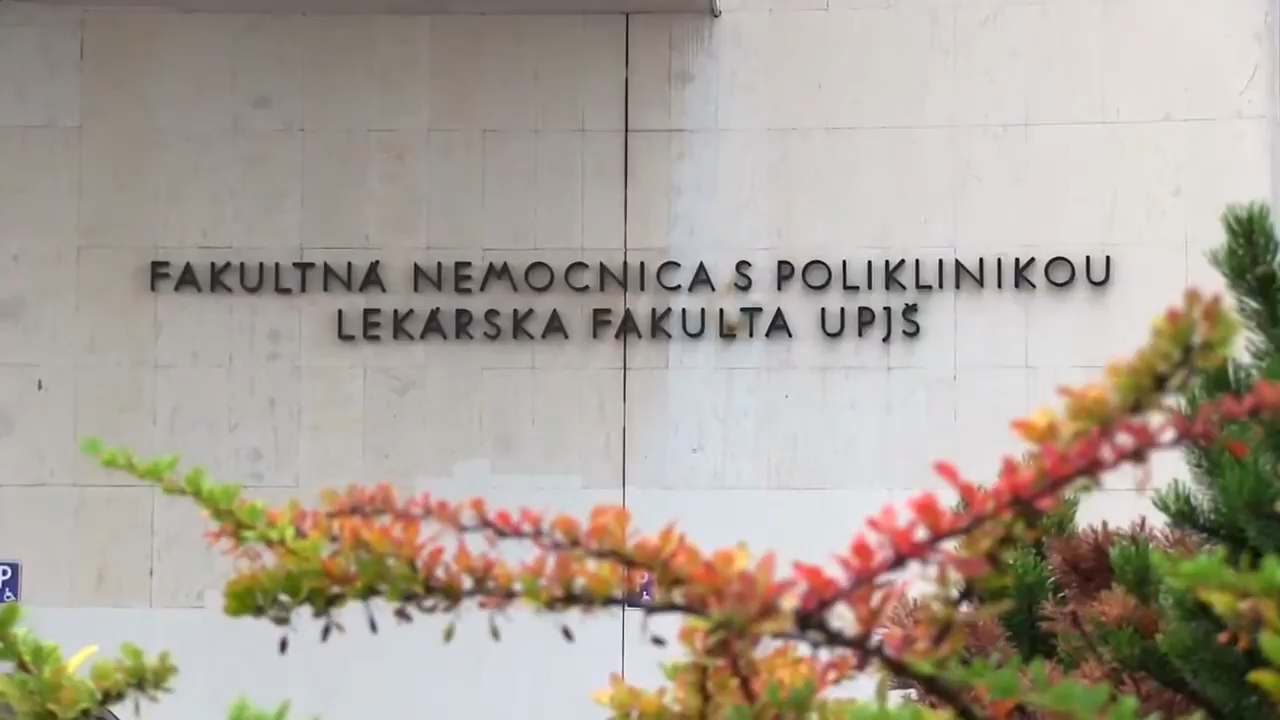 FAKULTNÁ NEMOCNICA S POLIKLINIKOU
LEKÁRSKA FAKULTA UPJŠ
P
P